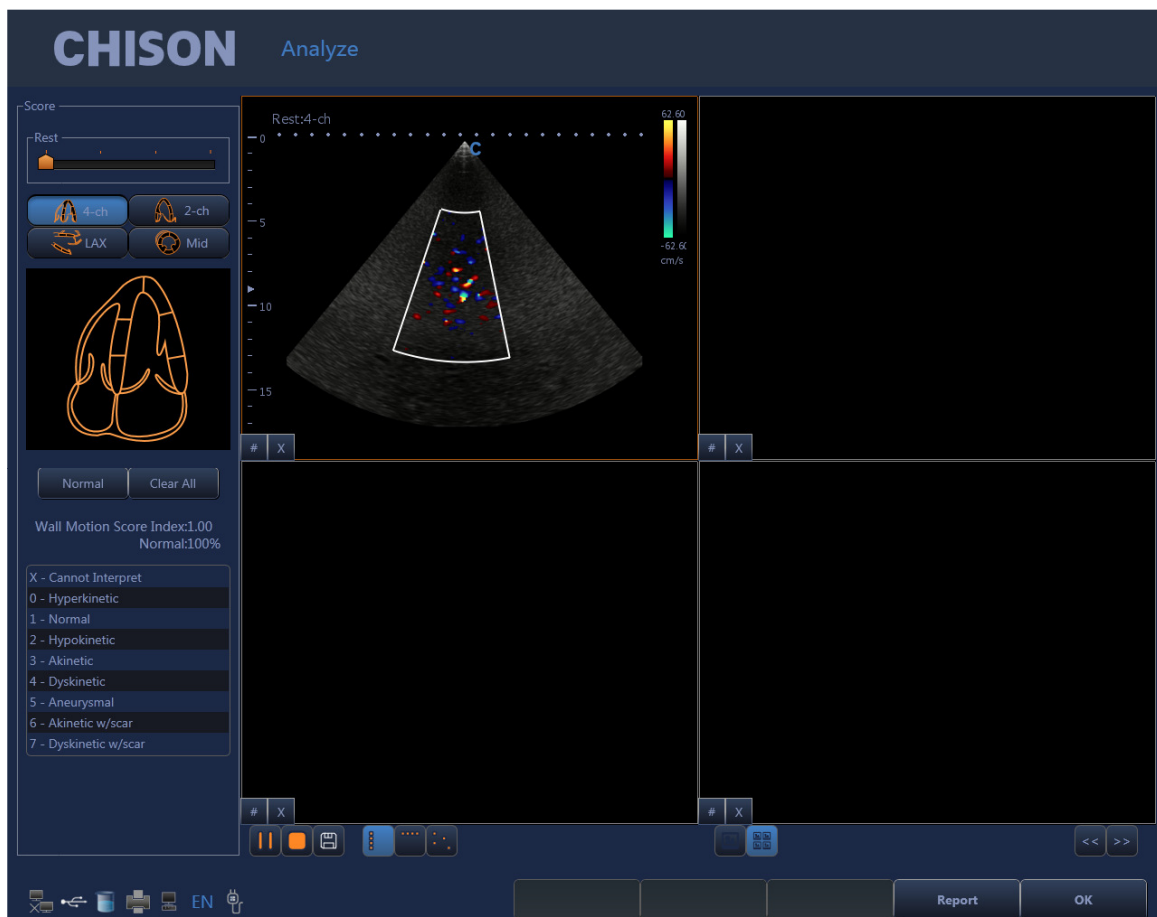 CHISON Analyze
Score
Rest
4-ch 2-ch
LAX Mid
Normal Clear All
Wall Motion Score Index:1.00
Normal:100%
X - Cannot Interpret
0 - Hyperkinetic
1 - Normal
2 - Hypokinetic
3 - Akinetic
4 - Dyskinetic
5 - Aneurysmal
6 - Akinetic w/scar
7 - Dyskinetic w/scar
Rest:4-ch
62.60
0
C
5
10
15
-62.60
cm/s
# X
# X
# X
# X
<< >>
EN
Report OK